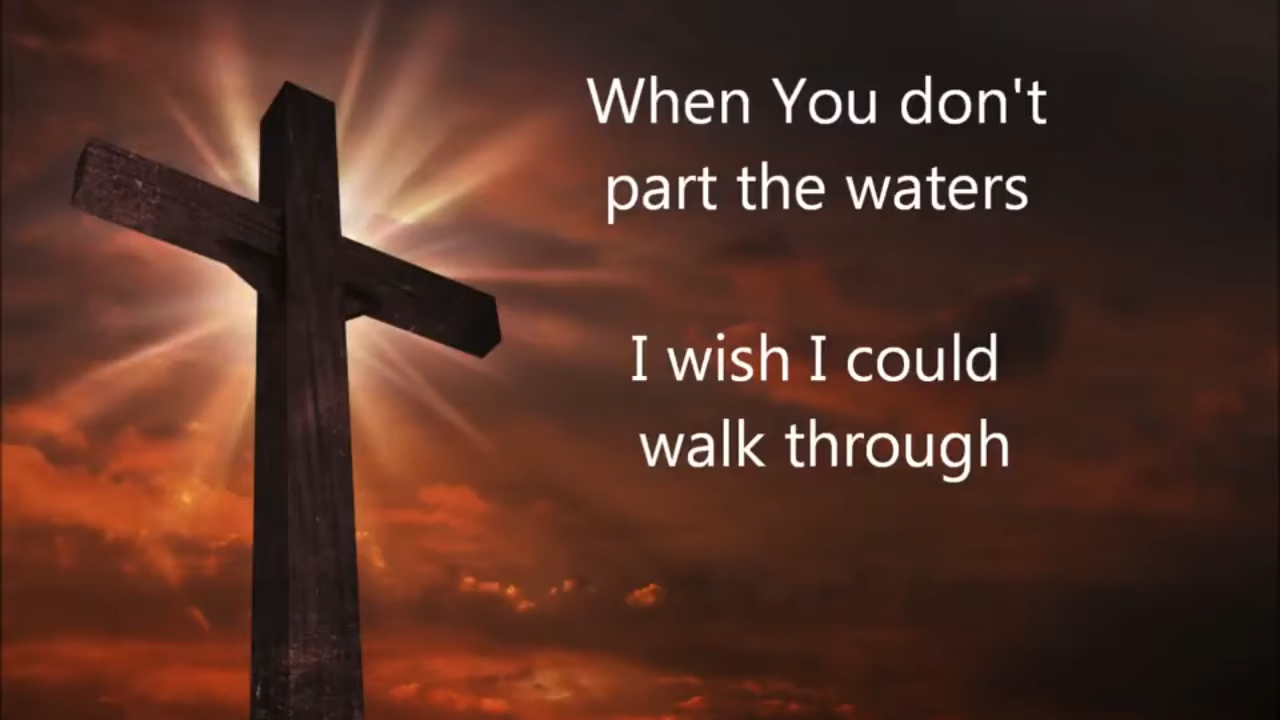 When You don't
part the waters
I wish I could
walk through